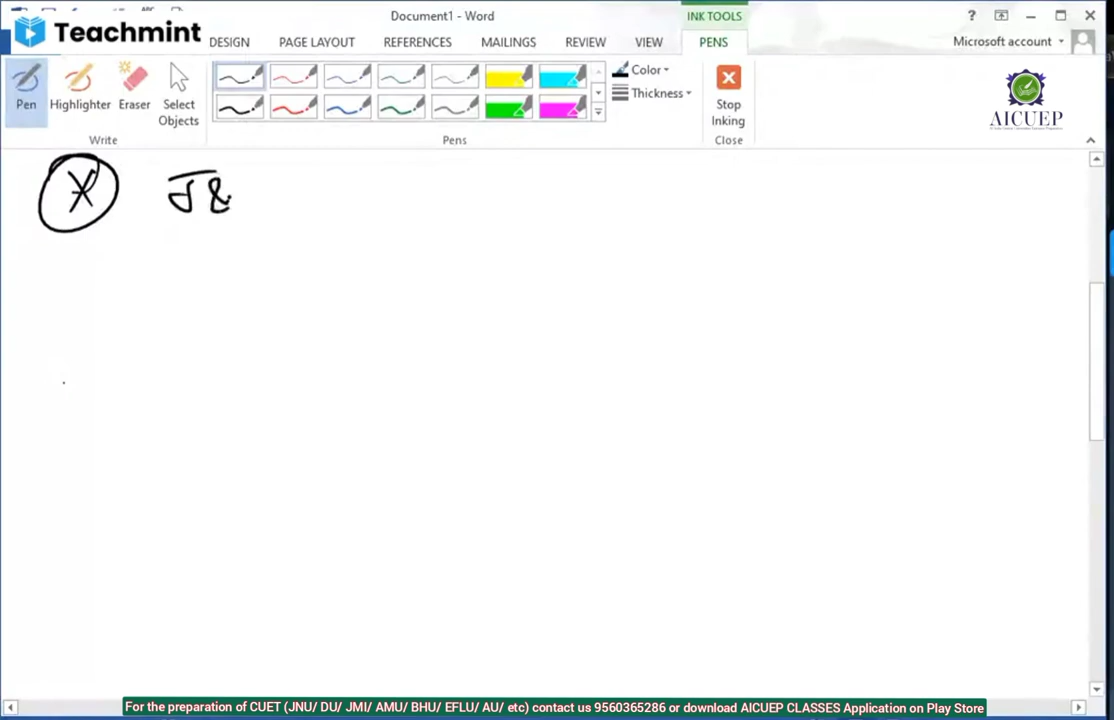 Document1 - Word
INK TOOLS
?
Teachmint
DESIGN
PAGE LAYOUT
REFERENCES
MAILINGS
REVIEW
VIEW
PENS
Microsoft account
Pen
Highlighter
Eraser
Select Objects
Color
Thickness
Stop Inking
AICUEP
Write
Pens
Close
J &
For the preparation of CUET (JNU/ DU/ JMI/ AMU/ BHU/ EFLU/ AU/ etc) contact us 9560365286 or download AICUEP CLASSES Application on Play Store